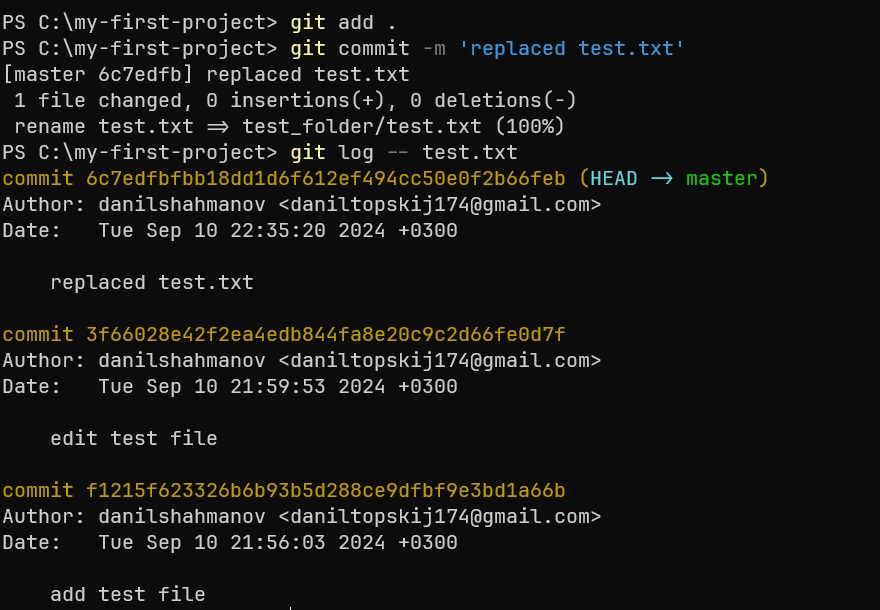 PS C:\my-first-project> git add .
PS C:\my-first-project> git commit -m 'replaced test.txt'
[master 6c7edfb] replaced test.txt
 1 file changed, 0 insertions(+), 0 deletions(-)
 rename test.txt => test_folder/test.txt (100%)
PS C:\my-first-project> git log -- test.txt
commit 6c7edfbfbb18dd1d6f612ef494cc50e0f2b66feb (HEAD -> master)
Author: danilshahmanov <daniltopskij174@gmail.com>
Date:   Tue Sep 10 22:35:20 2024 +0300

    replaced test.txt

commit 3f66028e42f2ea4edb844fa8e20c9c2d66fe0d7f
Author: danilshahmanov <daniltopskij174@gmail.com>
Date:   Tue Sep 10 21:59:53 2024 +0300

    edit test file

commit f1215f623326b6b93b5d288ce9dfbf9e3bd1a66b
Author: danilshahmanov <daniltopskij174@gmail.com>
Date:   Tue Sep 10 21:56:03 2024 +0300

    add test file